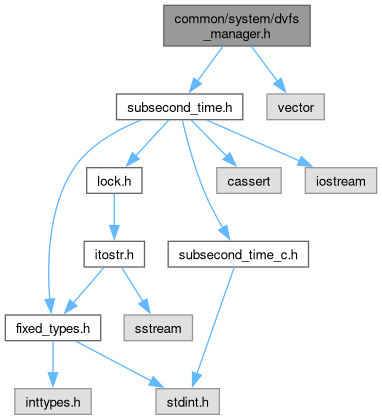 common/system/dvfs
_manager.h
subsecond_time.h
vector
lock.h
cassert
iostream
itostr.h
subsecond_time_c.h
fixed_types.h
sstream
inttypes.h
stdint.h